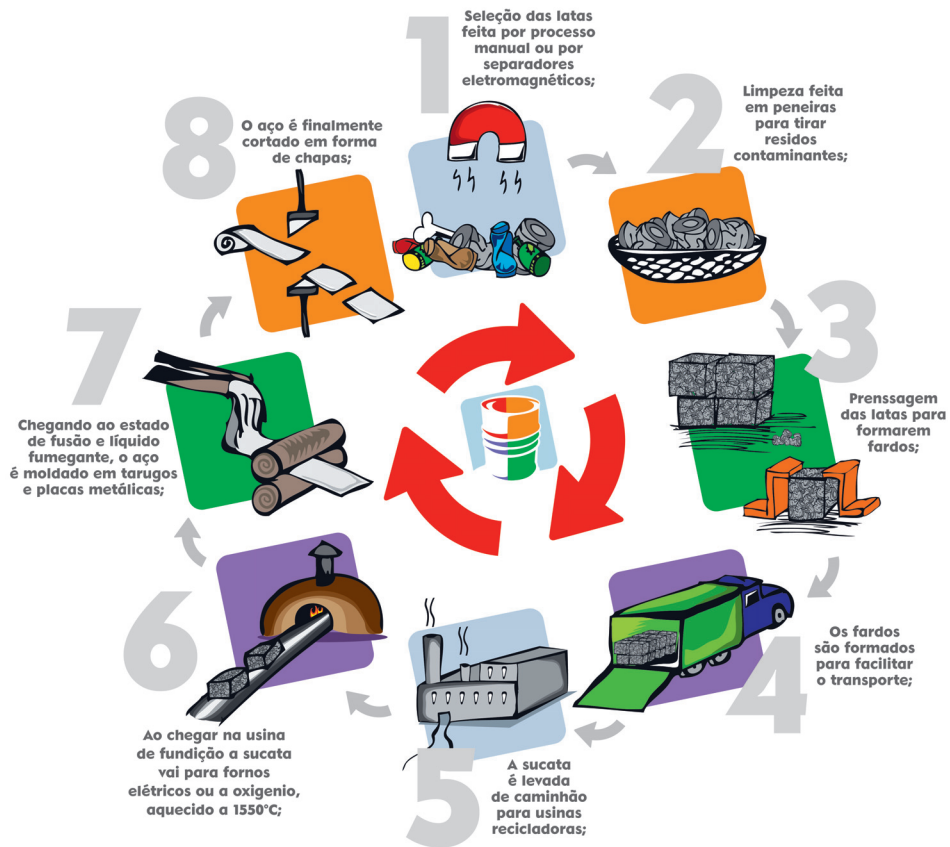 1
Seleção das latas
feita por processo
manual ou por
separadores
eletromagnéticos;
2
Limpeza feita
em peneiras
para tirar
residos
contaminantes;
3
Prenssagem
das latas para
formarem
fardos;
4
Os fardos
são formados
para facilitar
o transporte;
5
A sucata
é levada
de caminhão
para usinas
recicladoras;
6
Ao chegar na usina
de fundição a sucata
vai para fornos
elétricos ou a oxigenio,
aquecido a 1550°C;
7
Chegando ao estado
de fusão e líquido
fumegante, o aço
é moldado em tarugos
e placas metálicas;
8
O aço é finalmente
cortado em forma
de chapas;